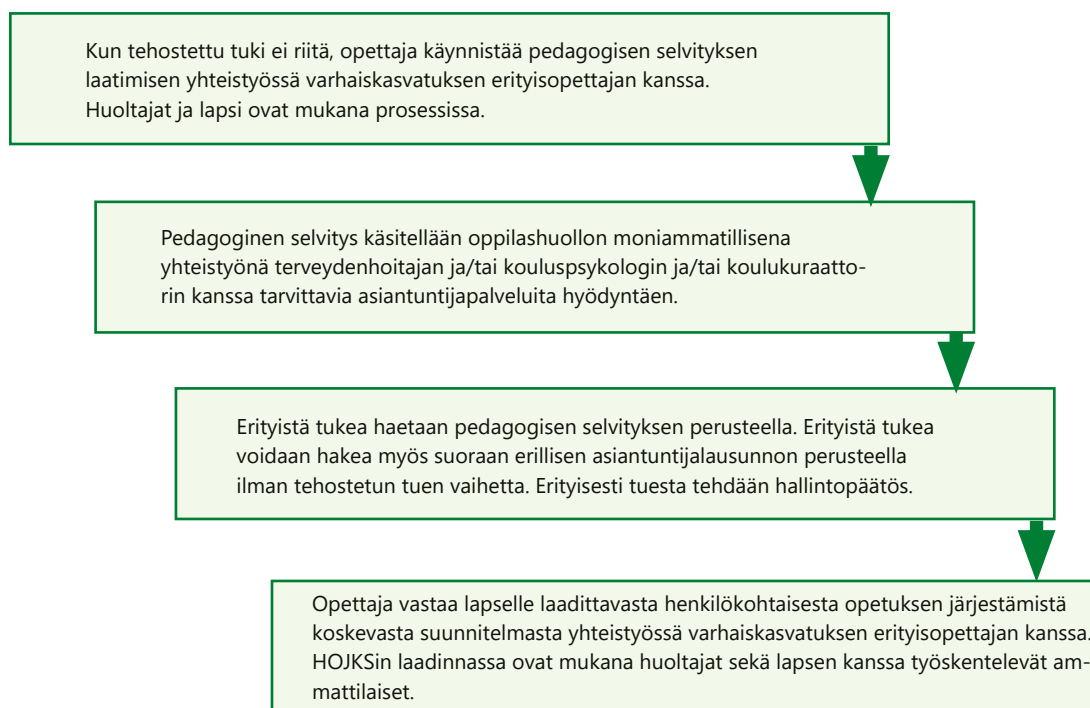 Kun tehostettu tuki ei riitä, opettaja käynnistää pedagogisen selvityksen
laatimisen yhteistyössä varhaiskasvatuksen erityisopettajan kanssa.
Huoltajat ja lapsi ovat mukana prosessissa.
Pedagoginen selvitys käsitellään oppilashuollon moniammatillisena
yhteistyönä terveydenhoitajan ja/tai kouluspsykologin ja/tai koulukuraatto-
rin kanssa tarvittavia asiantuntijapalveluita hyödyntäen.
Erityistä tukea haetaan pedagogisen selvityksen perusteella. Erityistä tukea
voidaan hakea myös suoraan erillisen asiantuntijalausunnon perusteella
ilman tehostetun tuen vaihetta. Erityisesti tuesta tehdään hallintopäätös.
Opettaja vastaa lapselle laadittavasta henkilökohtaisesta opetuksen järjestämistä
koskevasta suunnitelmasta yhteistyössä varhaiskasvatuksen erityisopettajan kanssa.
HOJKSin laadinnassa ovat mukana huoltajat sekä lapsen kanssa työskentelevät am-
mattilaiset.